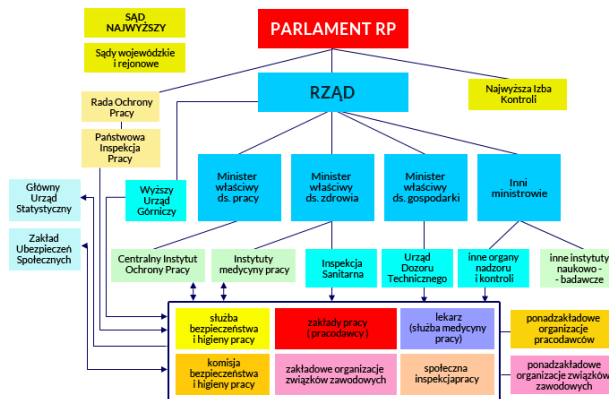 SĄD
NAJWYŻSZY
Sądy wojewódzkie
i rejonowe
PARLAMENT RP
RZĄD
Najwyższa Izba
Kontroli
Rada Ochrony
Pracy
Państwowa
Inspekcja
Pracy
Główny
Urząd
Statystyczny
Wyższy
Urząd
Górniczy
Minister
właściwy
ds. pracy
Minister
właściwy
ds. zdrowia
Minister
właściwy
ds. gospodarki
Inni
ministrowie
Zakład
Ubezpieczeń
Społecznych
Centralny Instytut
Ochrony Pracy
Instytuty
medycyny pracy
Inspekcja
Sanitarna
Urząd
Dozoru
Technicznego
inne organy
nadzoru
i kontroli
inne instytuty
naukowo -
- badawcze
służba
bezpieczeństwa
i higieny pracy
zakłady pracy
( pracodawcy )
lekarz
(służba medycyny
pracy)
ponadzakładowe
organizacje
pracodawców
komisja
bezpieczeństwa
i higieny pracy
zakładowe organizacje
związków zawodowych
społeczna
inspekcjapracy
ponadzakładowe
organizacje związków
zawodowych